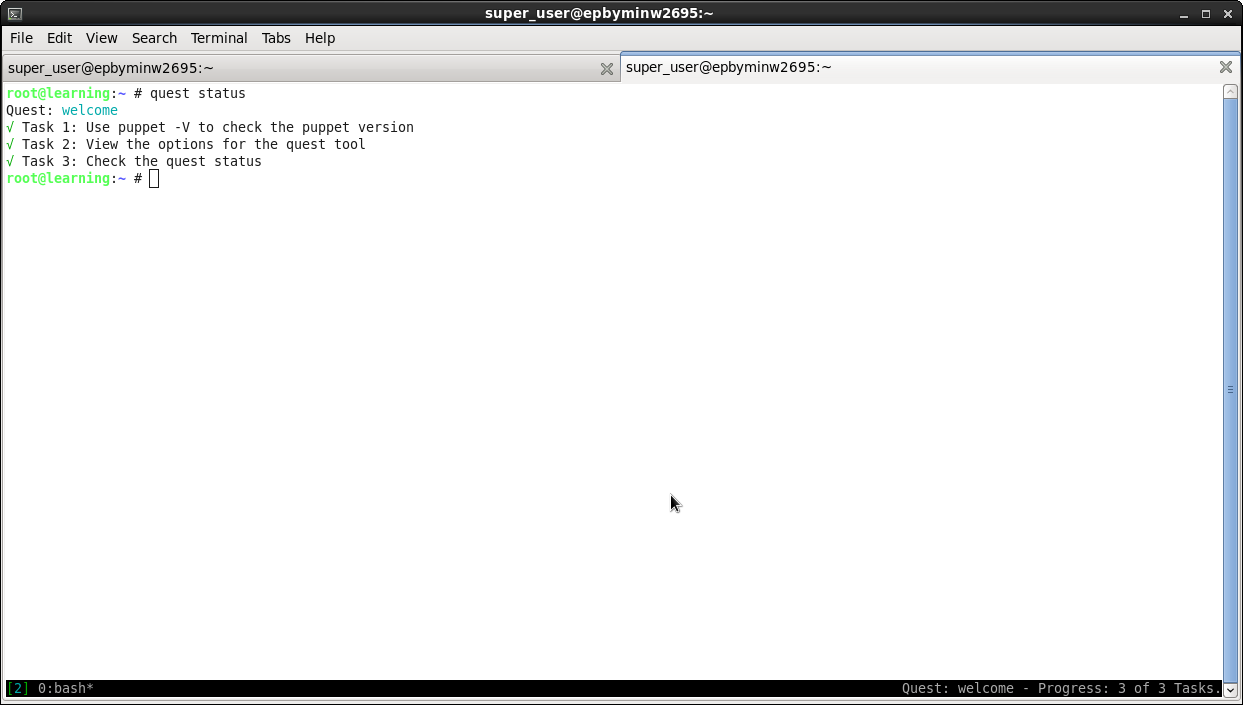 super_user@epbyminw2695:~
File Edit View Search Terminal Tabs Help
super_user@epbyminw2695:~ super_user@epbyminw2695:~
root@learning:~ # quest status
Quest: welcome
√ Task 1: Use puppet -V to check the puppet version
√ Task 2: View the options for the quest tool
√ Task 3: Check the quest status
root@learning:~ #
[2] 0:bash* Quest: welcome - Progress: 3 of 3 Tasks.